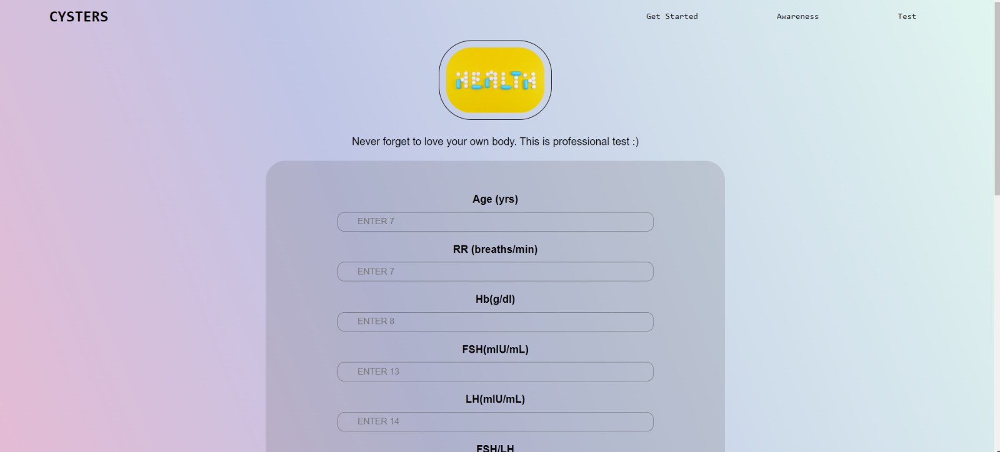 CYSTERS
Get Started
Awareness
Test
HEALTH
Never forget to love your own body. This is professional test :)
Age (yrs)
ENTER 7
RR (breaths/min)
ENTER 7
Hb(g/dl)
ENTER 8
FSH(mIU/mL)
ENTER 13
LH(mIU/mL)
ENTER 14
FSH/LH